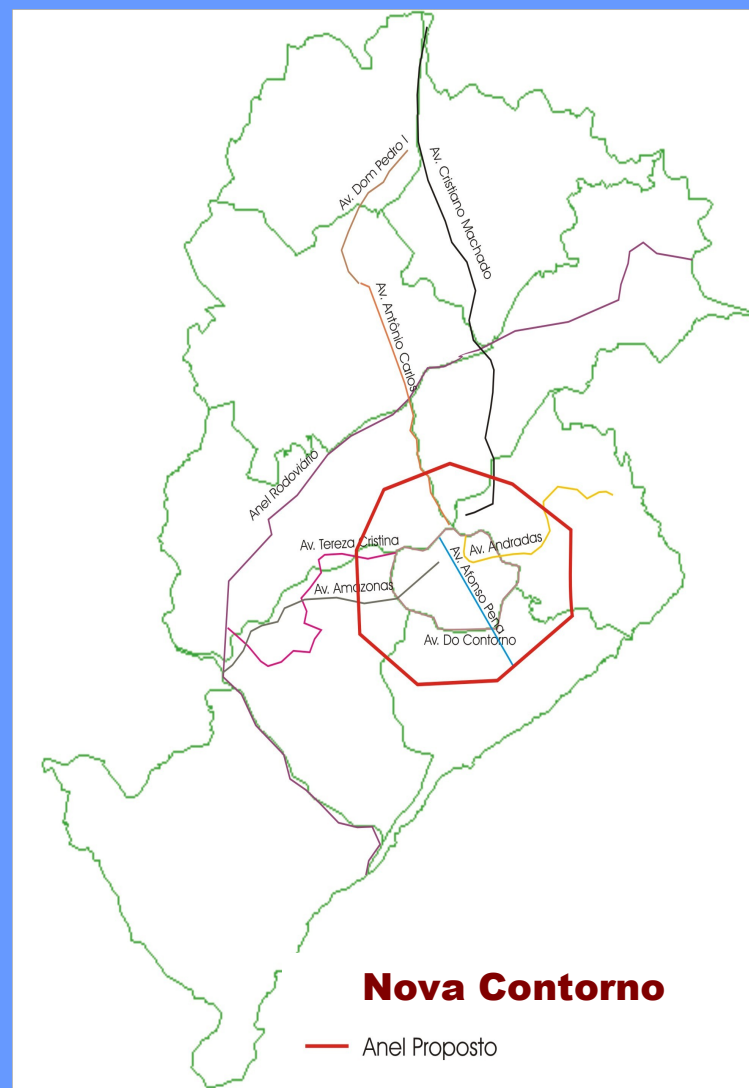 Av. Dom Pedro I
Av. Cristiano Machado
Av. Antônio Carlos
Anel Rodoviário
Av. Tereza Cristina
Av. Andradas
Av. Afonso Pena
Av. Amazonas
Av. Do Contorno
Nova Contorno
Anel Proposto